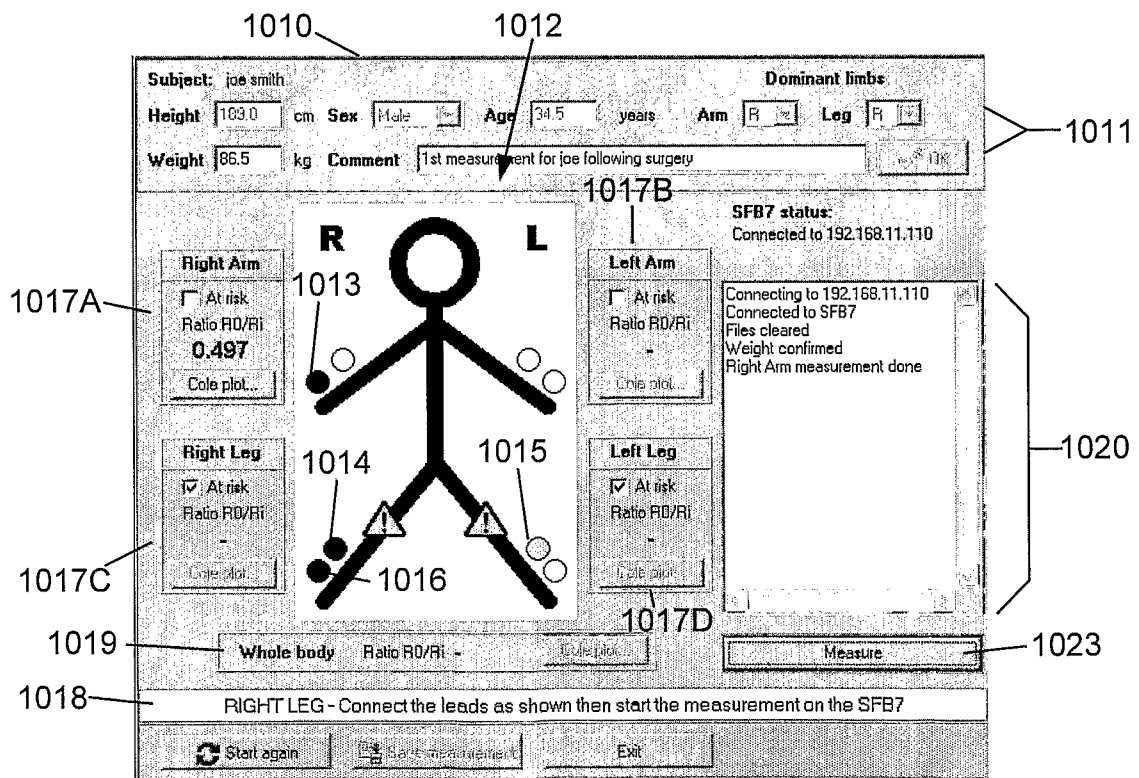 1010
1012
Subject: joe smith
Dominant limbs
Height 189.0 cm Sex Male Age 34.5 years Arm R Leg R
1011
Weight 86.5 kg Comment 1st measurement for joe following surgery OK
1017B
SFB7 status:
Connected to 192.168.11.110
R L
Right Arm
Left Arm
1013
1017A
At risk
At risk
Ratio R0/Ri
Ratio R0/Ri
0.497
-
Cole plot...
Cole plot...
Connecting to 192.168.11.110
Connected to SFB7
Files cleared
Weight confirmed
Right Arm measurement done
1020
Right Leg
Left Leg
1014
1015
At risk
At risk
Ratio R0/Ri
Ratio R0/Ri
-
-
! !
Cole plot...
Cole plot...
1017C
1016
1017D
1019
Whole body Ratio R0/Ri - Cole plot...
Measure
1023
1018
RIGHT LEG - Connect the leads as shown then start the measurement on the SFB7
Start again Save measurement Exit